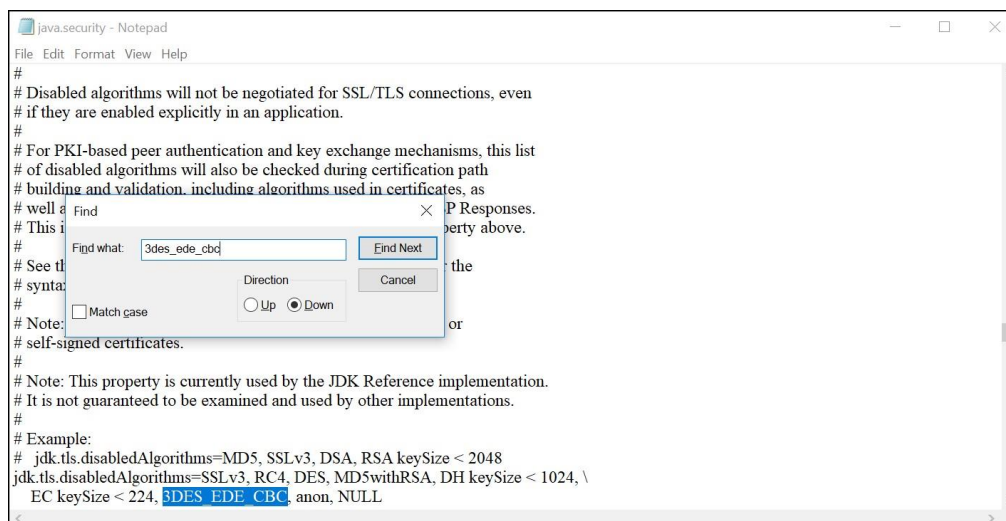 java.security - Notepad
File Edit Format View Help
#
# Disabled algorithms will not be negotiated for SSL/TLS connections, even
# if they are enabled explicitly in an application.
#
# For PKI-based peer authentication and key exchange mechanisms, this list
# of disabled algorithms will also be checked during certification path
# building and validation, including algorithms used in certificates, as
# well a
P Responses.
# This i
perty above.
#
# See th
r the
# synta
#
# Note:
or
# self-signed certificates.
#
# Note: This property is currently used by the JDK Reference implementation.
# It is not guaranteed to be examined and used by other implementations.
#
# Example:
# jdk.tls.disabledAlgorithms=MD5, SSLv3, DSA, RSA keySize < 2048
jdk.tls.disabledAlgorithms=SSLv3, RC4, DES, MD5withRSA, DH keySize < 1024, \
EC keySize < 224, 3DES_EDE_CBC, anon, NULL
Find
Find what: 3des_ede_cbc
Find Next
Direction
Cancel
Match case
Up Down